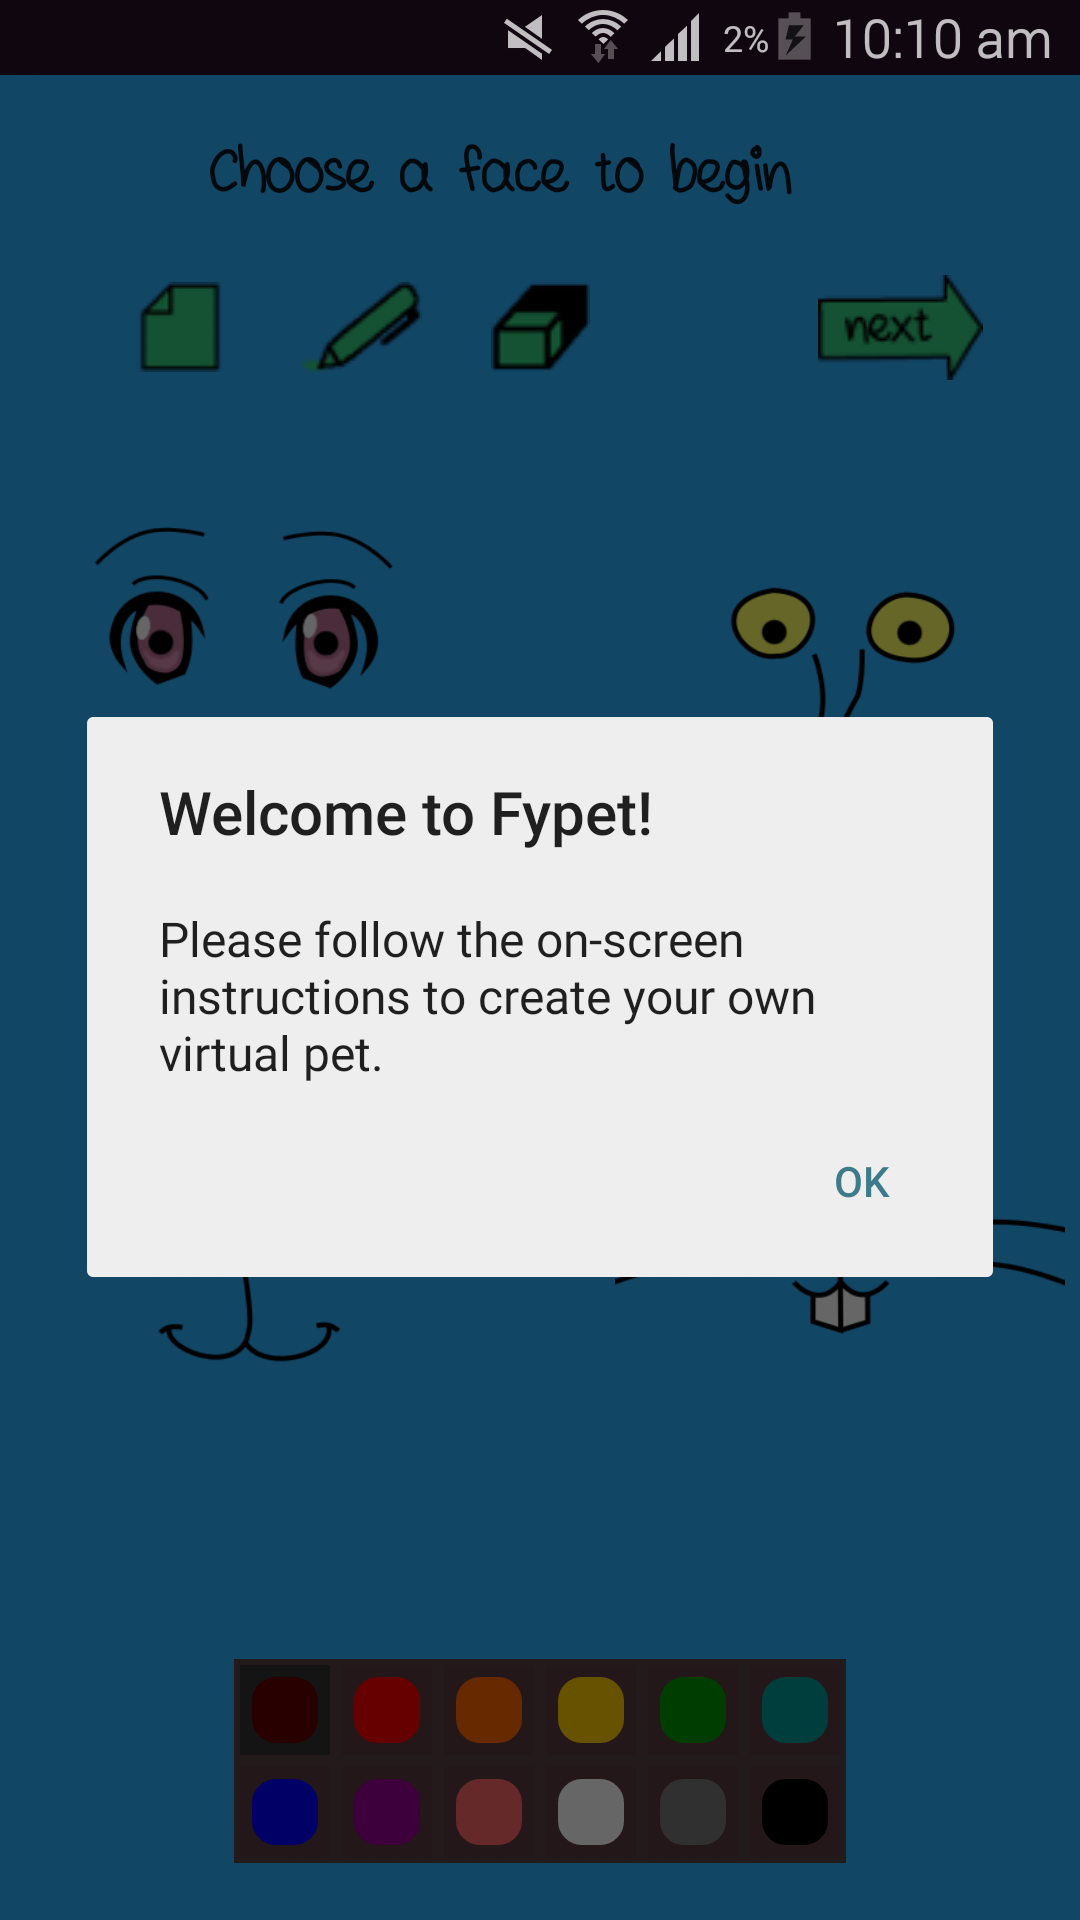 2% 10:10 am
Choose a face to begin
next
Welcome to Fypet!
Please follow the on-screen
instructions to create your own
virtual pet.
OK